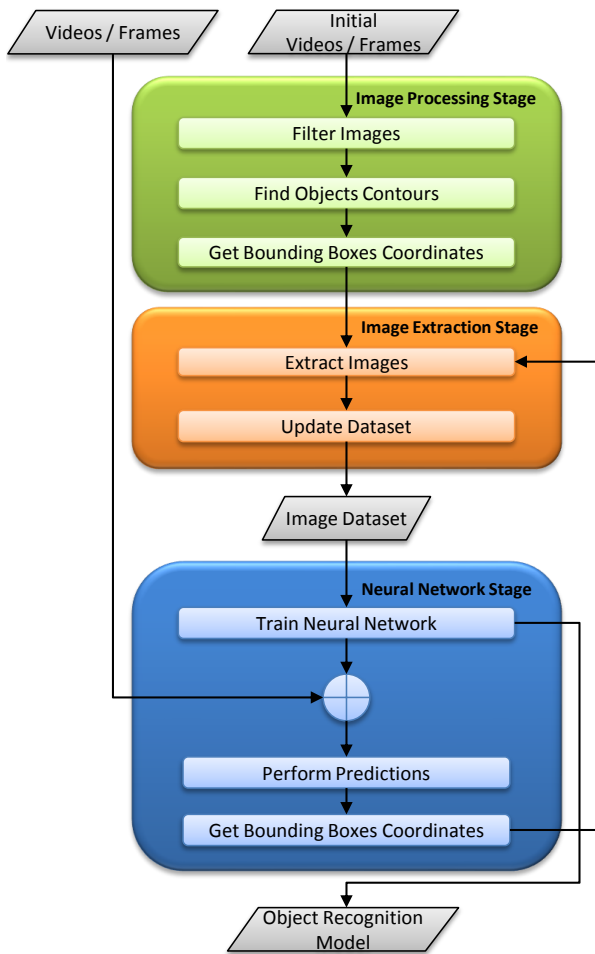 Videos / Frames
Initial
Videos / Frames
Image Processing Stage
Filter Images
Find Objects Contours
Get Bounding Boxes Coordinates
Image Extraction Stage
Extract Images
Update Dataset
Image Dataset
Neural Network Stage
Train Neural Network
Perform Predictions
Get Bounding Boxes Coordinates
Object Recognition
Model